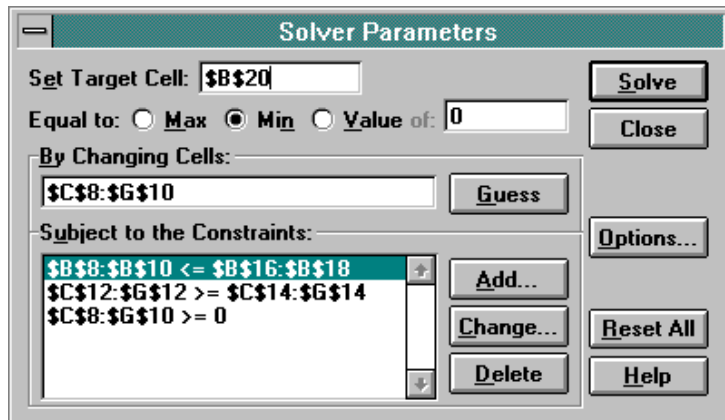 Solver Parameters
Set Target Cell: $B$20
Solve
Equal to: Max Min Value of: 0
Close
By Changing Cells:
$C$8:$G$10
Guess
Subject to the Constraints:
Options...
$B$8:$B$10 <= $B$16:$B$18
$C$12:$G$12 >= $C$14:$G$14
$C$8:$G$10 >= 0
Add...
Change...
Reset All
Delete
Help